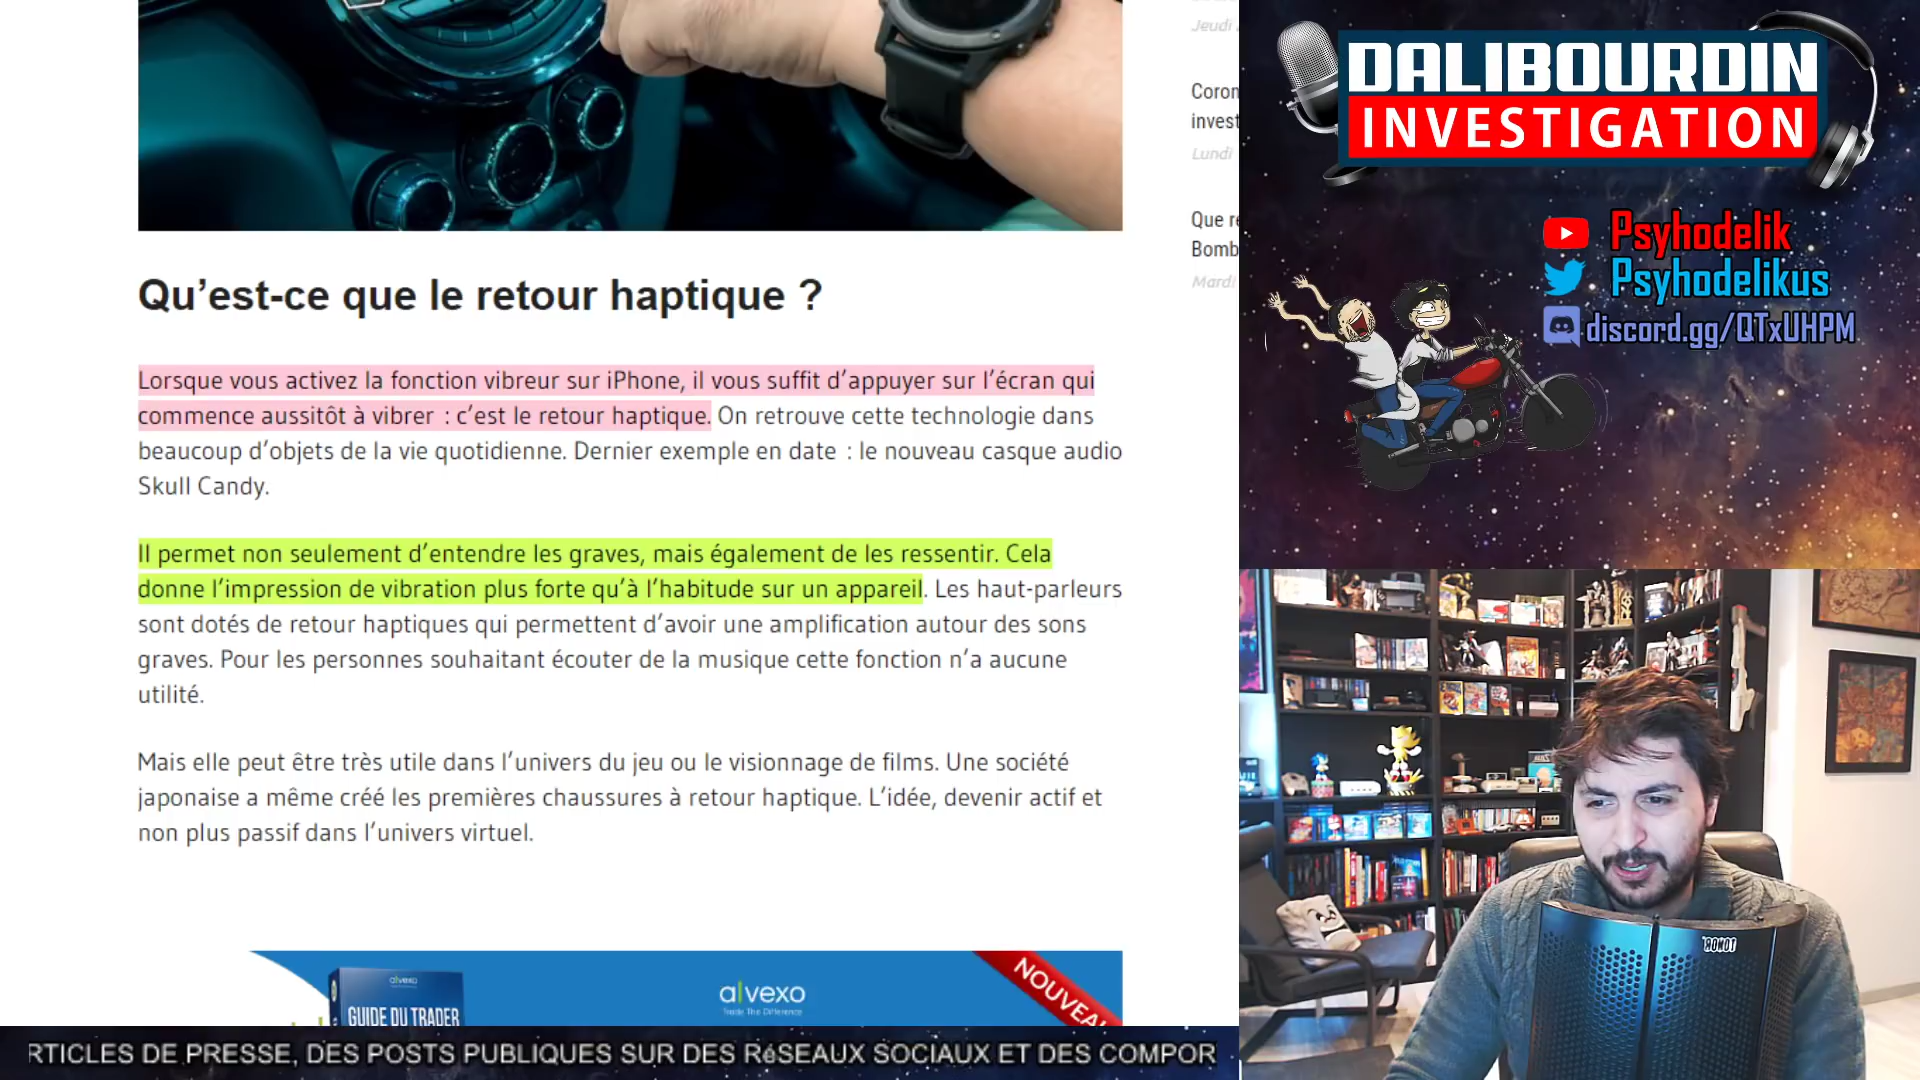 Qu’est-ce que le retour haptique ?
Lorsque vous activez la fonction vibreur sur iPhone, il vous suffit d’appuyer sur l’écran qui
commence aussitôt à vibrer : c’est le retour haptique. On retrouve cette technologie dans
beaucoup d’objets de la vie quotidienne. Dernier exemple en date : le nouveau casque audio
Skull Candy.
Il permet non seulement d’entendre les graves, mais également de les ressentir. Cela
donne l’impression de vibration plus forte qu’à l’habitude sur un appareil. Les haut-parleurs
sont dotés de retour haptiques qui permettent d’avoir une amplification autour des sons
graves. Pour les personnes souhaitant écouter de la musique cette fonction n’a aucune
utilité.
Mais elle peut être très utile dans l’univers du jeu ou le visionnage de films. Une société
japonaise a même créé les premières chaussures à retour haptique. L’idée, devenir actif et
non plus passif dans l’univers virtuel.
alvexo
GUIDE DU TRADER
alvexo
Trade The Difference
NOUVEA
Jeudi
Coron
invest
Lundi
Que re
Bomb
Mardi
DALIBOURDIN
INVESTIGATION
Psyhodelik
Psyhodelikus
discord.gg/QTxUHPM
RTICLES DE PRESSE, DES POSTS PUBLIQUES SUR DES RéSEAUX SOCIAUX ET DES COMPOR